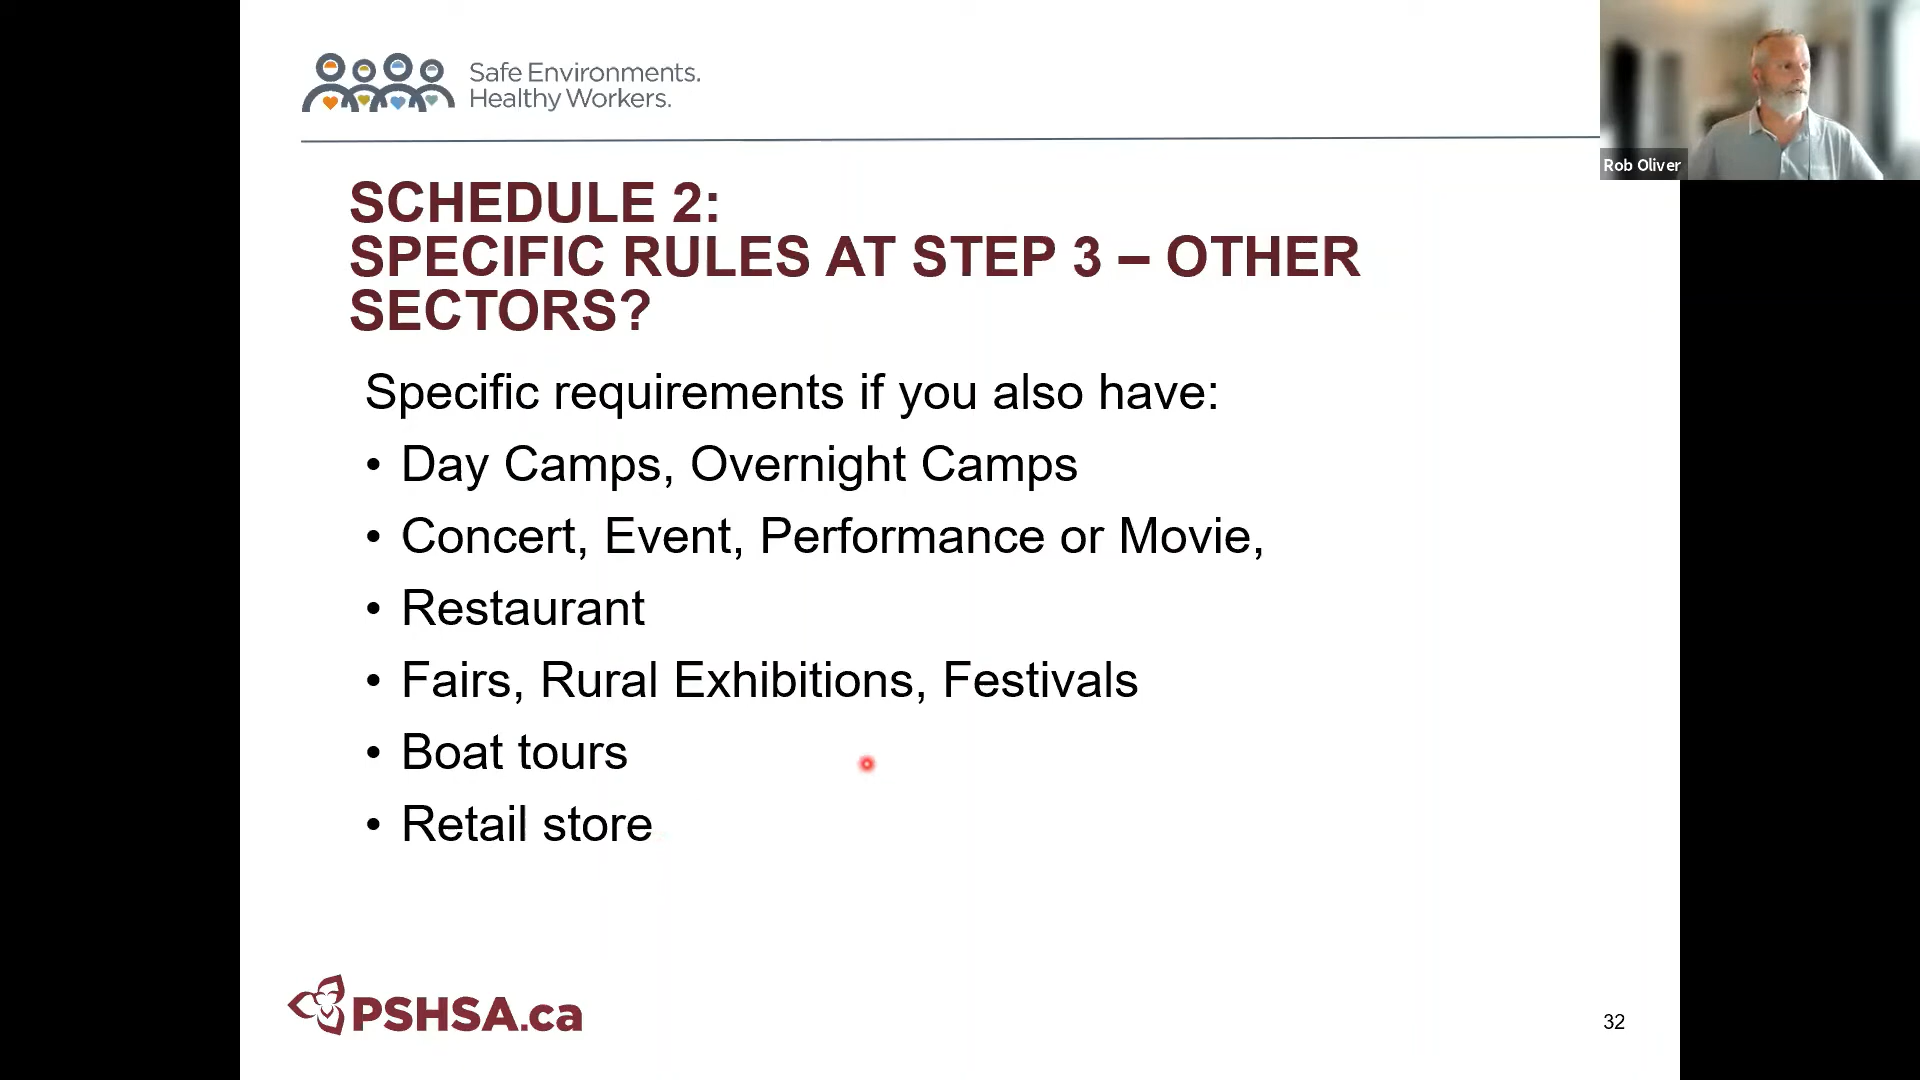 Safe Environments.
Healthy Workers.
Rob Oliver
SCHEDULE 2:
SPECIFIC RULES AT STEP 3 – OTHER
SECTORS?
Specific requirements if you also have:
• Day Camps, Overnight Camps
• Concert, Event, Performance or Movie,
• Restaurant
• Fairs, Rural Exhibitions, Festivals
• Boat tours
• Retail store
PSHSA.ca
32